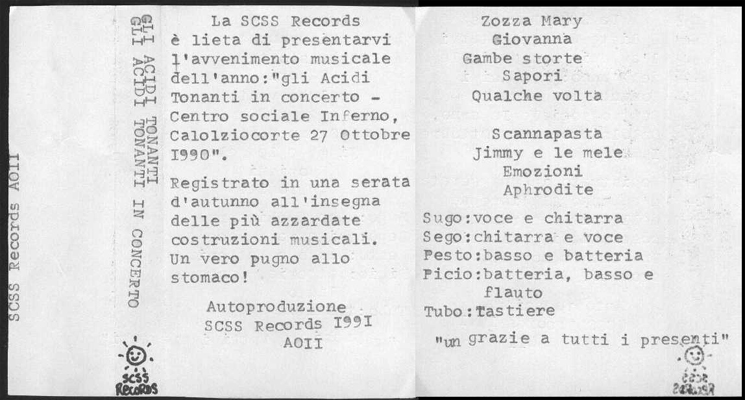 SCSS Records A0II
GLI ACIDI TONANTI
GLI ACIDI TONANTI IN CONCERTO
SCSS
RECORDS
La SCSS Records
è lieta di presentarvi
l'avvenimento musicale
dell'anno:"gli Acidi
Tonanti in concerto -
Centro sociale Inferno,
Calolziocorte 27 Ottobre
I990".
Registrato in una serata
d'autunno all'insegna
delle più azzardate
costruzioni musicali.
Un vero pugno allo
stomaco!
Autoproduzione
SCSS Records I99I
A0II
Zozza Mary
Giovanna
Gambe storte
Sapori
Qualche volta
Scannapasta
Jimmy e le mele
Emozioni
Aphrodite
Sugo:voce e chitarra
Sego:chitarra e voce
Pesto:basso e batteria
Picio:batteria, basso e
flauto
Tubo:Tastiere
"un grazie a tutti i presenti"